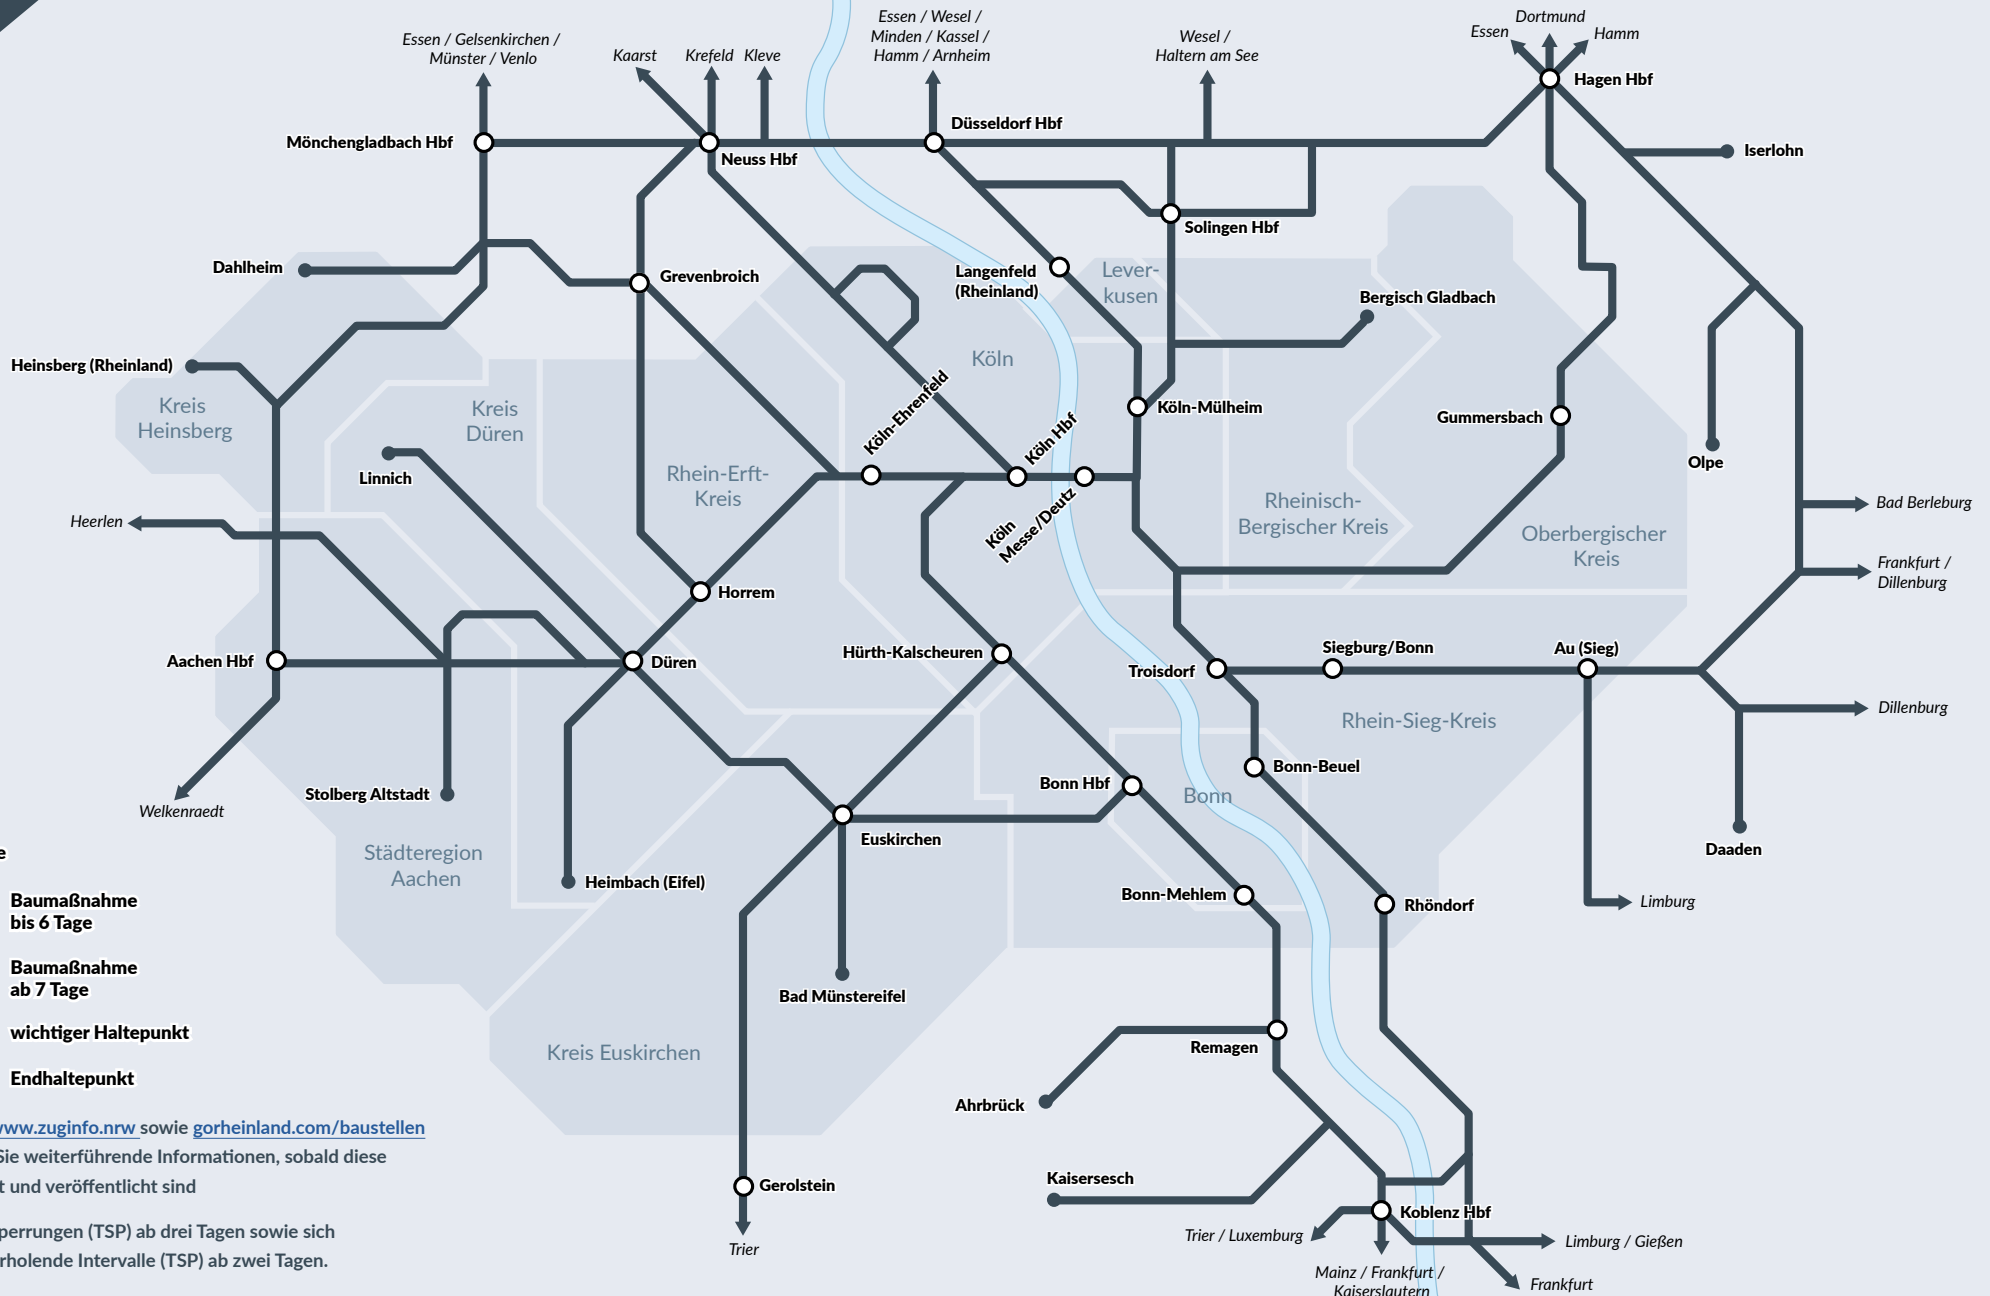 Essen / Gelsenkirchen /
Münster / Venlo
Kaarst
Krefeld
Kleve
Essen / Wesel /
Minden / Kassel /
Hamm / Arnheim
Wesel /
Haltern am See
Essen
Dortmund
Hamm
Hagen Hbf
Mönchengladbach Hbf
Neuss Hbf
Düsseldorf Hbf
Iserlohn
Solingen Hbf
Dahlheim
Grevenbroich
Langenfeld
(Rheinland)
Lever-
kusen
Bergisch Gladbach
Heinsberg (Rheinland)
Köln
Kreis
Heinsberg
Kreis
Düren
Köln-Ehrenfeld
Köln Hbf
Köln-Mülheim
Gummersbach
Linnich
Rhein-Erft-
Kreis
Olpe
Heerlen
Köln
Messe/Deutz
Rheinisch-
Bergischer Kreis
Oberbergischer
Kreis
Bad Berleburg
Frankfurt /
Dillenburg
Horrem
Aachen Hbf
Düren
Hürth-Kalscheuren
Troisdorf
Siegburg/Bonn
Au (Sieg)
Rhein-Sieg-Kreis
Dillenburg
Welkenraedt
Stolberg Altstadt
Bonn Hbf
Bonn
Bonn-Beuel
Euskirchen
Daaden
Städteregion
Aachen
Heimbach (Eifel)
Bonn-Mehlem
Rhöndorf
Limburg
Bad Münstereifel
Kreis Euskirchen
Remagen
Ahrbrück
Kaisersesch
Gerolstein
Trier
Koblenz Hbf
Trier / Luxemburg
Limburg / Gießen
Mainz / Frankfurt /
Kaiserslautern
Frankfurt
e
Baumaßnahme
bis 6 Tage
Baumaßnahme
ab 7 Tage
wichtiger Haltepunkt
Endhaltepunkt
www.zuginfo.nrw sowie gorheinland.com/baustellen
Sie weiterführende Informationen, sobald diese
t und veröffentlicht sind
perrungen (TSP) ab drei Tagen sowie sich
rholende Intervalle (TSP) ab zwei Tagen.